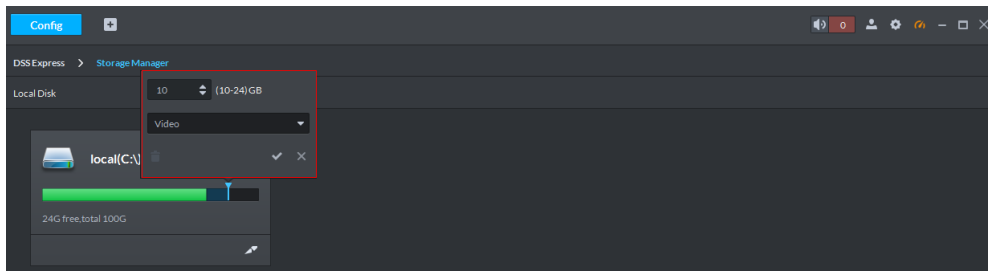 Config
0
DSS Express > Storage Manager
Local Disk
10 (10-24)GB
Video
local(C:\)
24G free,total 100G